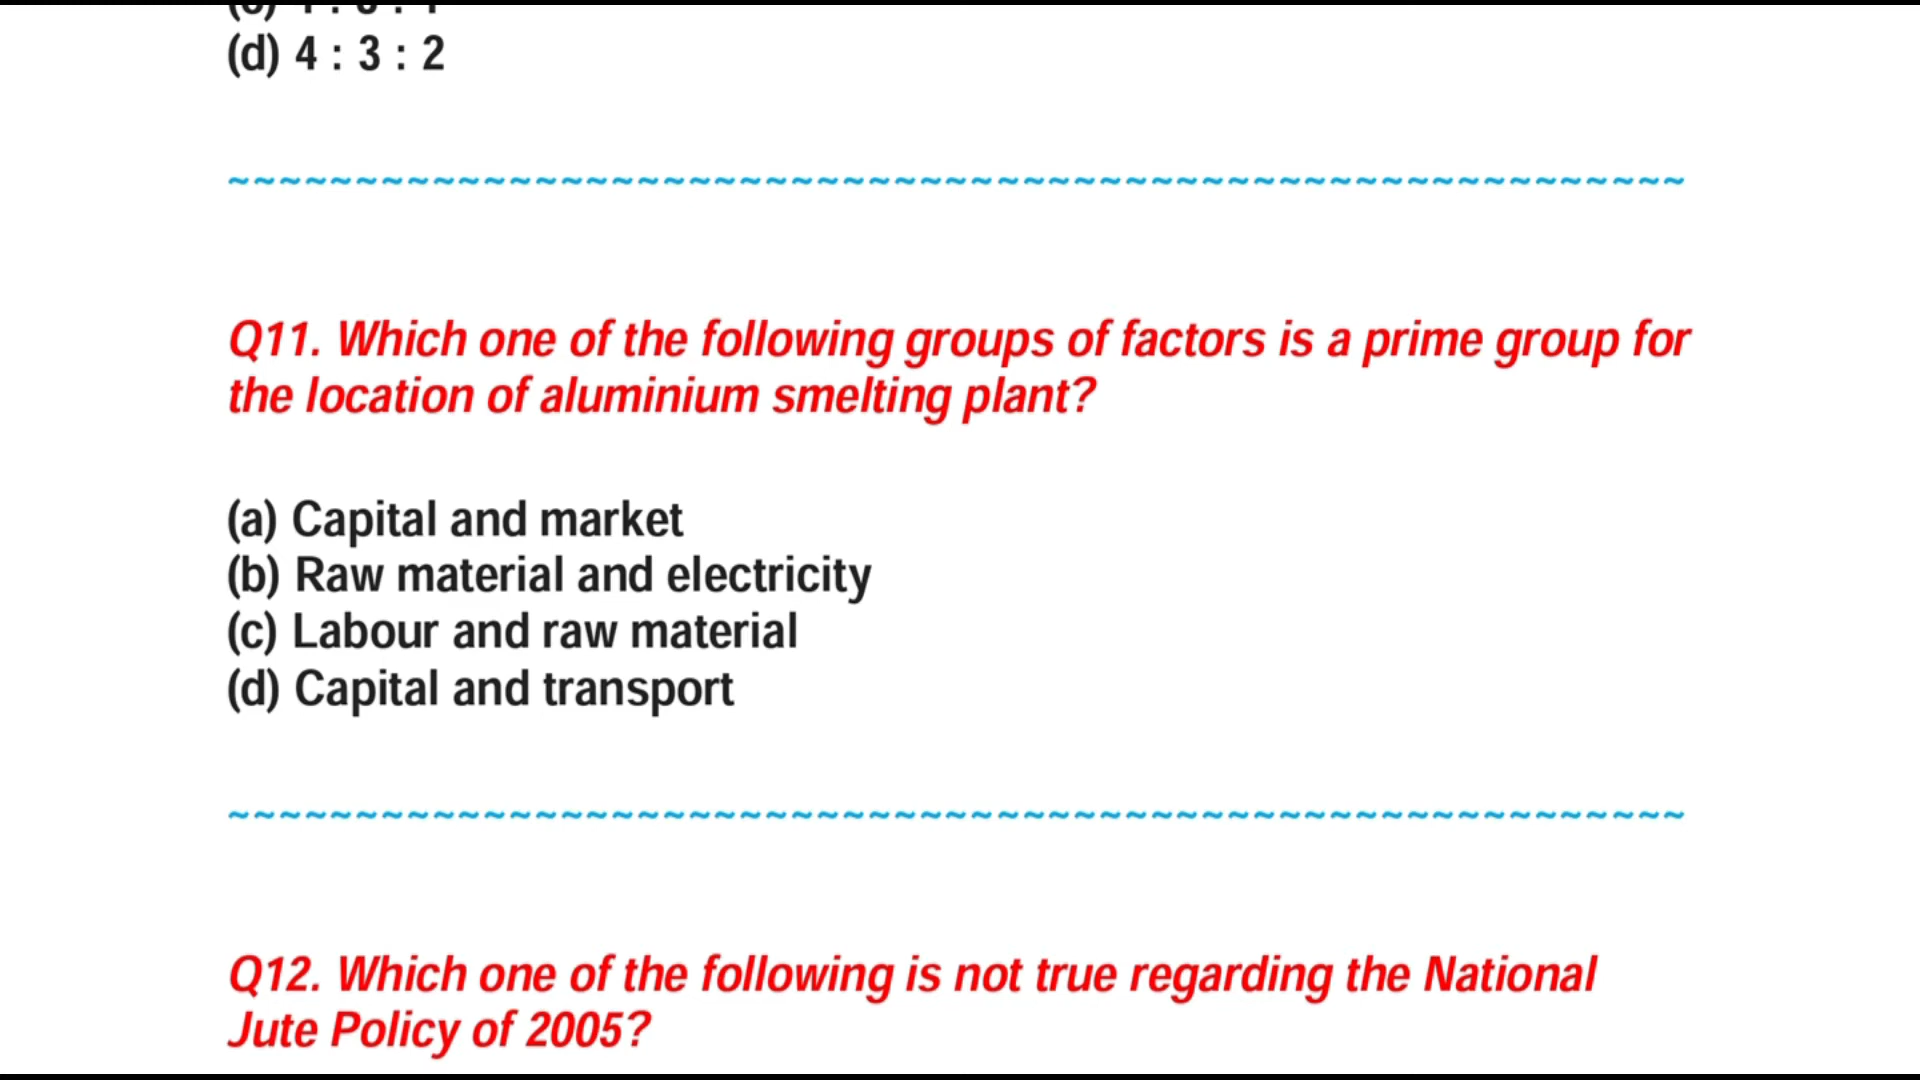 (d) 4 : 3 : 2
~~~~~~~~~~~~~~~~~~~~~~~~~~~~~~~~~~~~~~~~~~~~~~~~~~~~~~~~~
Q11. Which one of the following groups of factors is a prime group for
the location of aluminium smelting plant?
(a) Capital and market
(b) Raw material and electricity
(c) Labour and raw material
(d) Capital and transport
~~~~~~~~~~~~~~~~~~~~~~~~~~~~~~~~~~~~~~~~~~~~~~~~~~~~~~~~~
Q12. Which one of the following is not true regarding the National
Jute Policy of 2005?